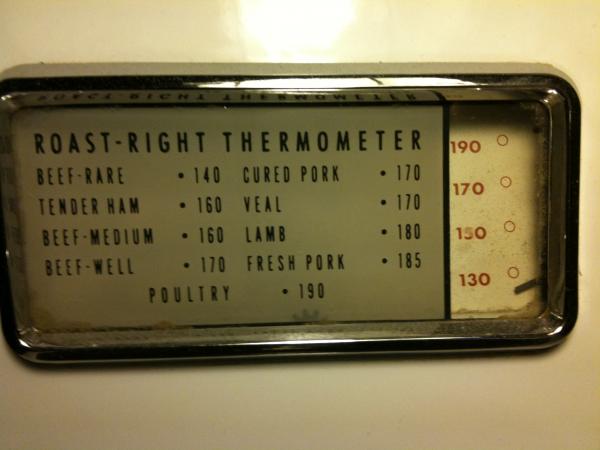 ROAST-RIGHT THERMOMETER
BEEF-RARE • 140 CURED PORK • 170
TENDER HAM • 160 VEAL • 170
BEEF-MEDIUM • 160 LAMB • 180
BEEF-WELL • 170 FRESH PORK • 185
POULTRY • 190
190
170
150
130